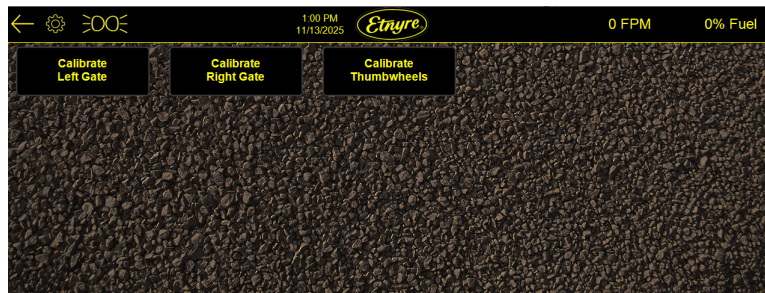 1:00 PM
11/13/2025
Etnyre
0 FPM
0% Fuel
Calibrate
Left Gate
Calibrate
Right Gate
Calibrate
Thumbwheels